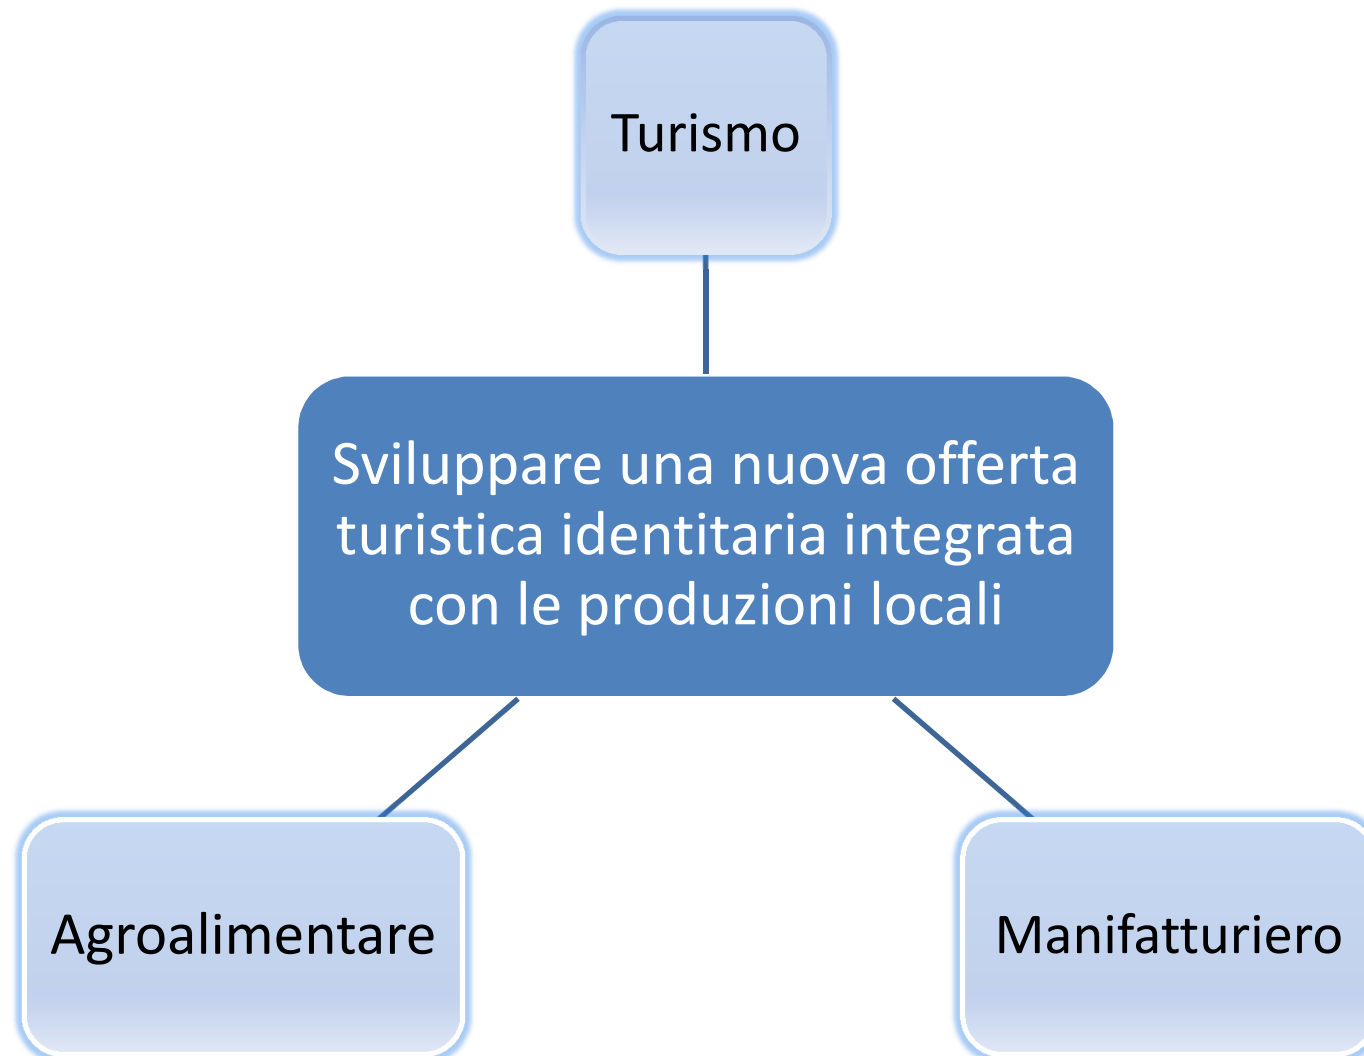 Turismo
Sviluppare una nuova offerta
turistica identitaria integrata
con le produzioni locali
Agroalimentare
Manifatturiero